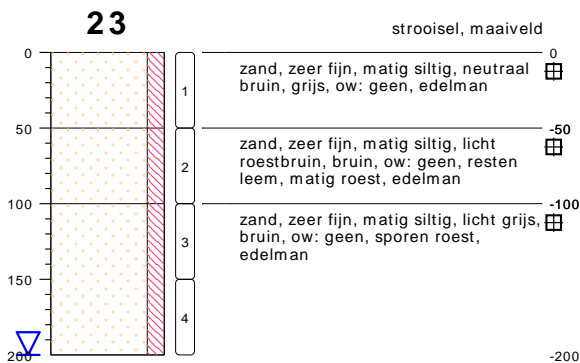 23
strooisel, maaiveld
0
0
zand, zeer fijn, matig siltig, neutraal
bruin, grijs, ow: geen, edelman
1
50
-50
zand, zeer fijn, matig siltig, licht
roestbruin, bruin, ow: geen, resten
leem, matig roest, edelman
2
100
-100
zand, zeer fijn, matig siltig, licht grijs,
bruin, ow: geen, sporen roest,
edelman
3
150
4
200
-200